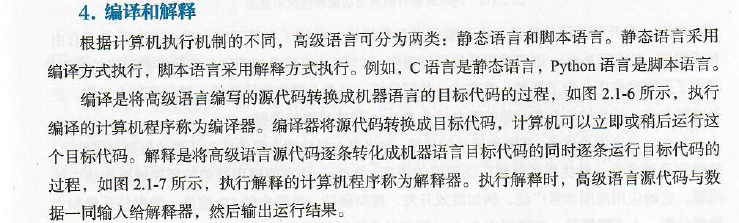 4. 编译和解释
根据计算机执行机制的不同，高级语言可分为两类：静态语言和脚本语言。静态语言采用
编译方式执行，脚本语言采用解释方式执行。例如，C 语言是静态语言，Python 语言是脚本语言。
编译是将高级语言编写的源代码转换成机器语言的目标代码的过程，如图 2.1-6 所示，执行
编译的计算机程序称为编译器。编译器将源代码转换成目标代码，计算机可以立即或稍后运行这
个目标代码。解释是将高级语言源代码逐条转化成机器语言目标代码的同时逐条运行目标代码的
过程，如图 2.1-7 所示，执行解释的计算机程序称为解释器。执行解释时，高级语言源代码与数
据一同输入给解释器，然后输出运行结果。